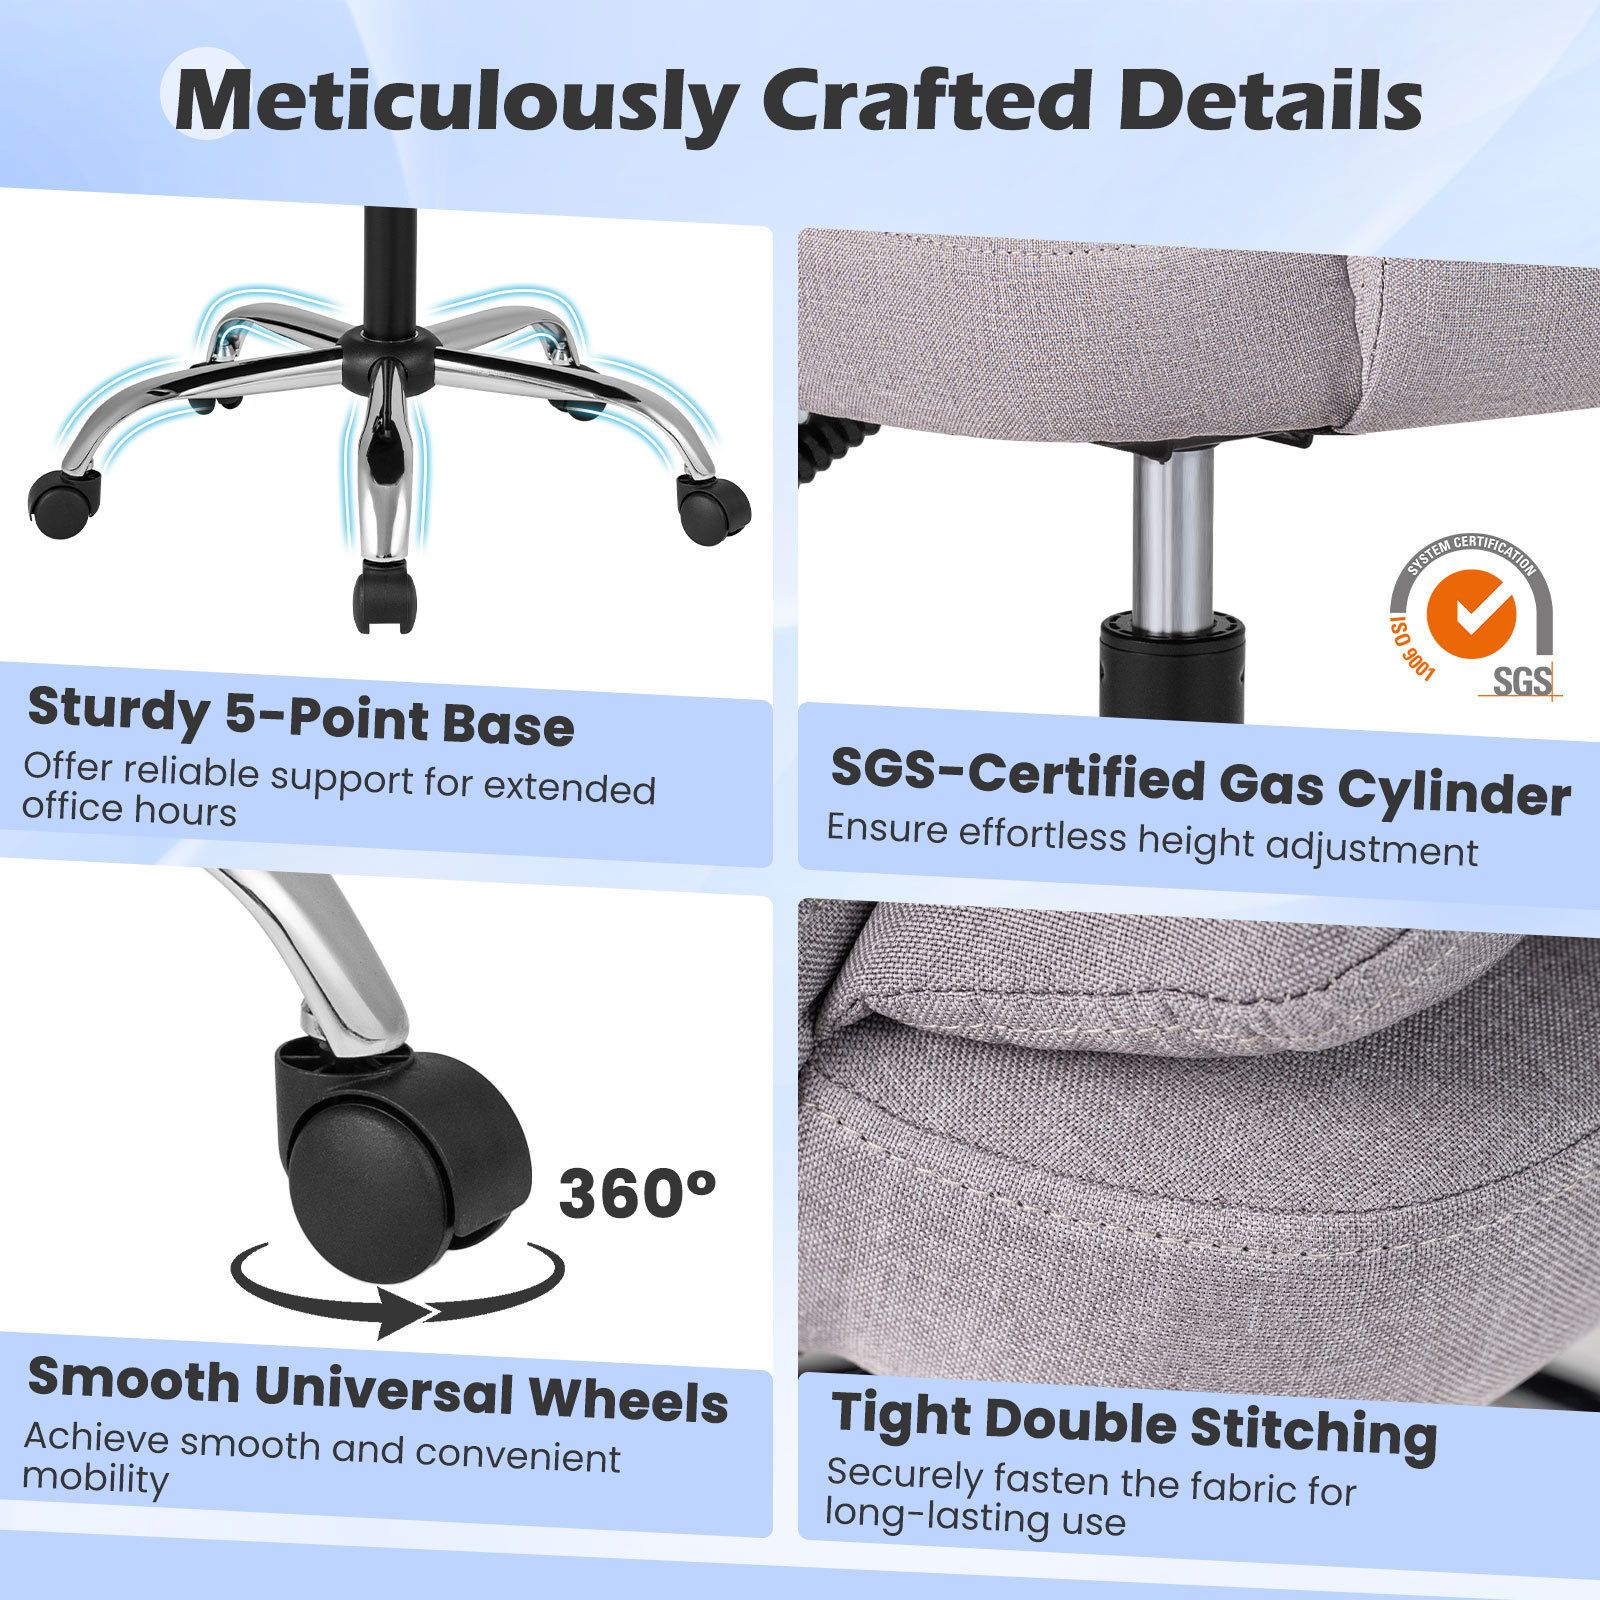 Meticulously Crafted Details
Sturdy 5-Point Base
Offer reliable support for extended
office hours
SYSTEM CERTIFICATION
ISO 9001
SGS
SGS-Certified Gas Cylinder
Ensure effortless height adjustment
360°
Smooth Universal Wheels
Achieve smooth and convenient
mobility
Tight Double Stitching
Securely fasten the fabric for
long-lasting use